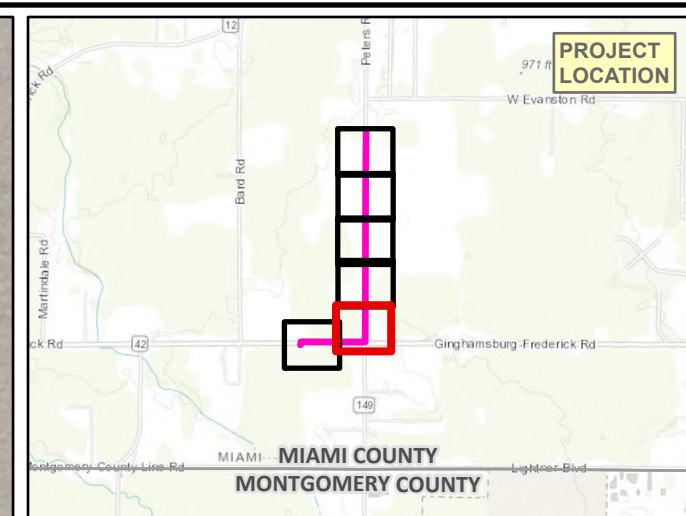 12
Peters R
PROJECT
LOCATION
971 ft
ck Rd
W Evanston Rd
Bard Rd
Martindale Rd
ck Rd
42
Ginghamsburg-Frederick Rd
149
MIAMI
MIAMI COUNTY
ontgomery County Line Rd
Lightner Blvd
MONTGOMERY COUNTY